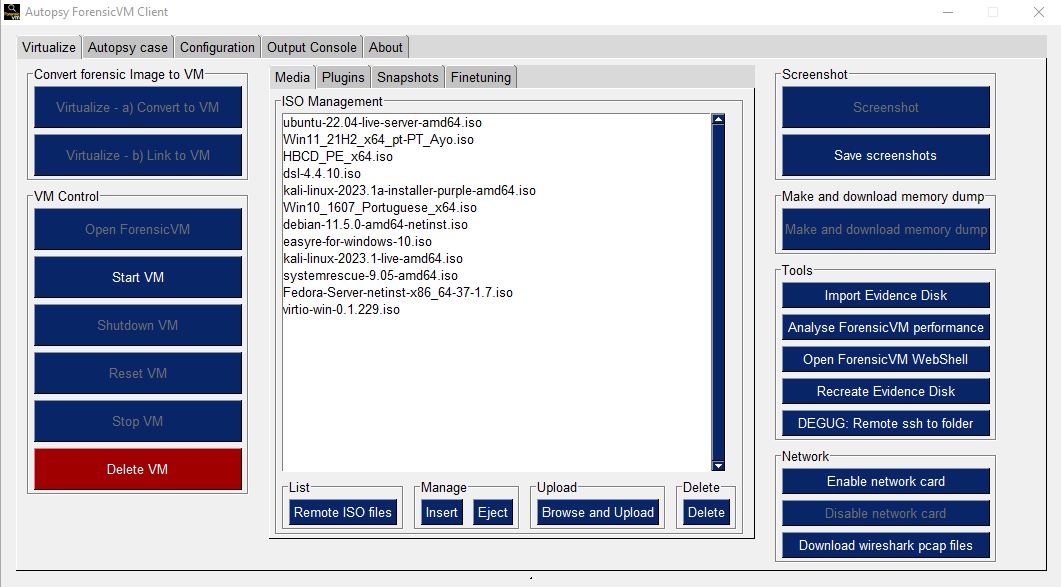 Autopsy ForensicVM Client
Virtualize
Autopsy case
Configuration
Output Console
About
Convert forensic Image to VM
Virtualize - a) Convert to VM
Virtualize - b) Link to VM
VM Control
Open ForensicVM
Start VM
Shutdown VM
Reset VM
Stop VM
Delete VM
Media
Plugins
Snapshots
Finetuning
ISO Management
ubuntu-22.04-live-server-amd64.iso
Win11_21H2_x64_pt-PT_Ayo.iso
HBCD_PE_x64.iso
dsl-4.4.10.iso
kali-linux-2023.1a-installer-purple-amd64.iso
Win10_1607_Portuguese_x64.iso
debian-11.5.0-amd64-netinst.iso
easyre-for-windows-10.iso
kali-linux-2023.1-live-amd64.iso
systemrescue-9.05-amd64.iso
Fedora-Server-netinst-x86_64-37-1.7.iso
virtio-win-0.1.229.iso
List
Remote ISO files
Manage
Insert
Eject
Upload
Browse and Upload
Delete
Delete
Screenshot
Screenshot
Save screenshots
Make and download memory dump
Make and download memory dump
Tools
Import Evidence Disk
Analyse ForensicVM performance
Open ForensicVM WebShell
Recreate Evidence Disk
DEGUG: Remote ssh to folder
Network
Enable network card
Disable network card
Download wireshark pcap files